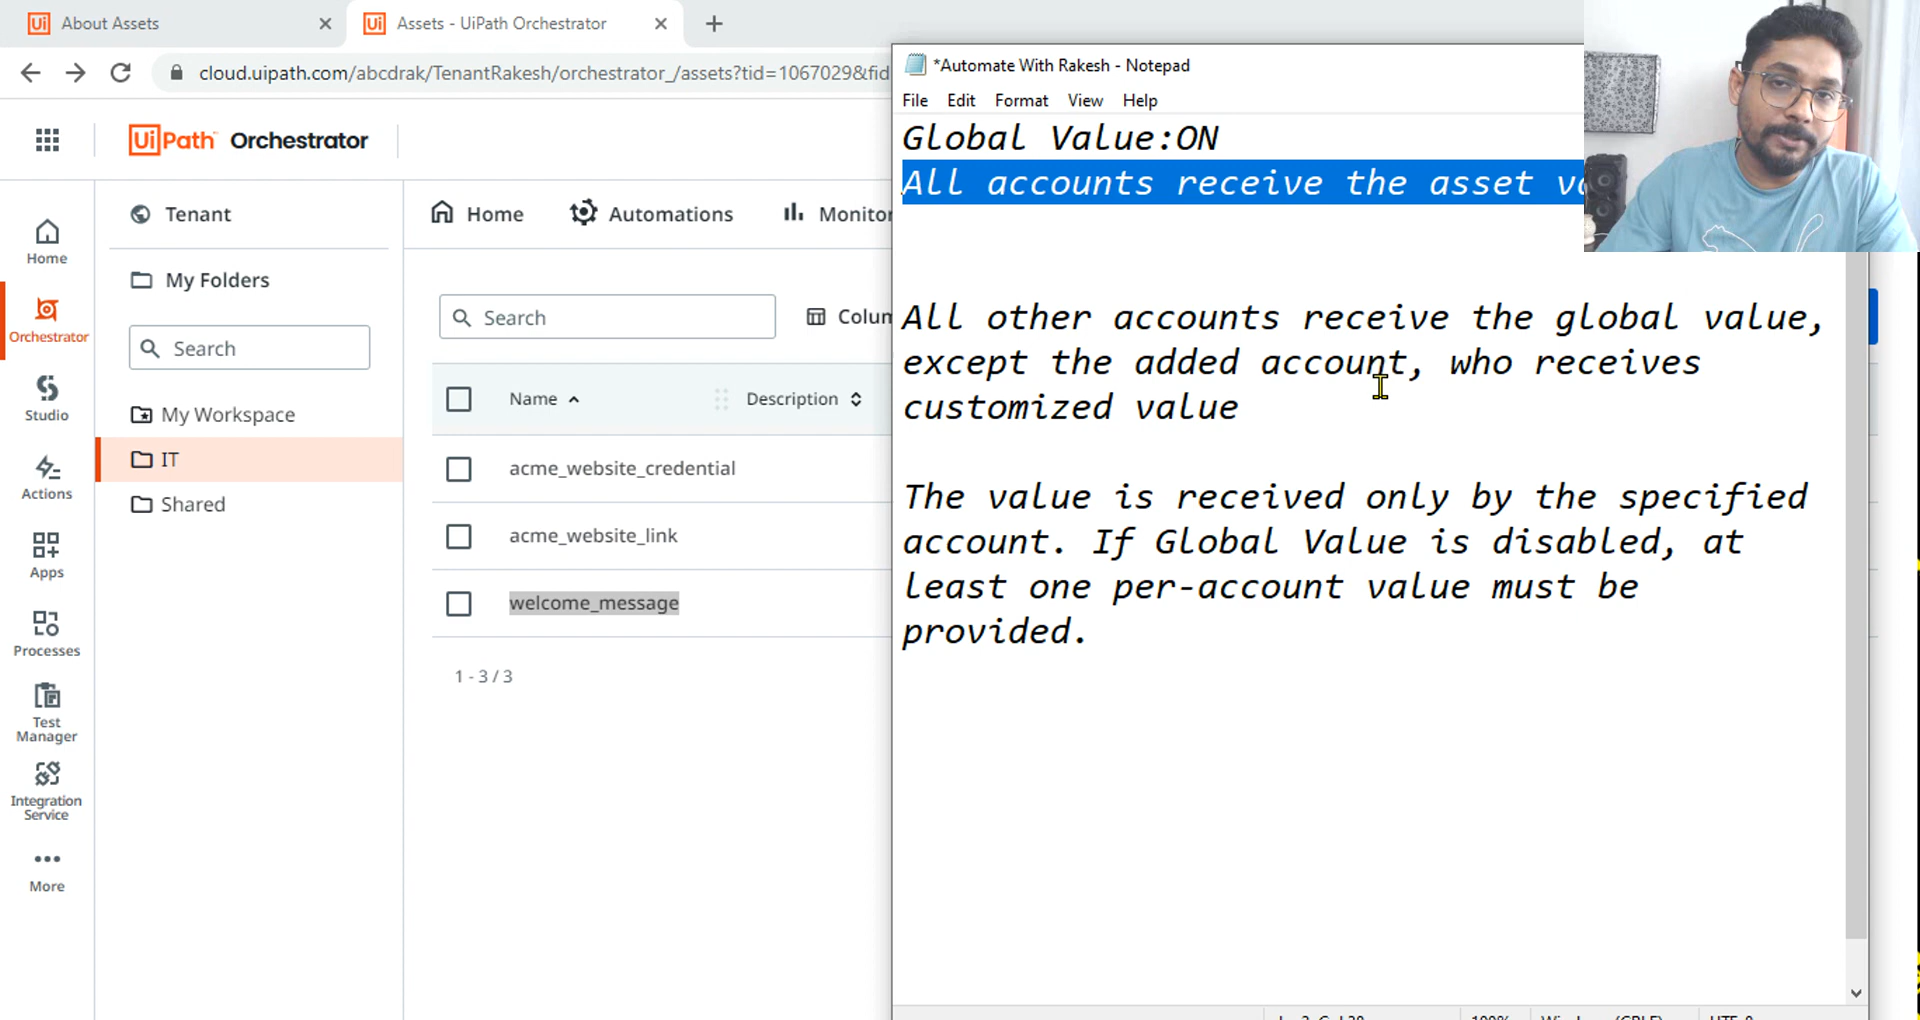 About Assets
Assets - UiPath Orchestrator
cloud.uipath.com/abcdrak/TenantRakesh/orchestrator_/assets?tid=1067029&fid
UiPath Orchestrator
Home
Orchestrator
Studio
Actions
Apps
Processes
Test
Manager
Integration
Service
More
Tenant
My Folders
Search
My Workspace
IT
Shared
Home
Automations
Monitor
Search
Colum
Name
Description
acme_website_credential
acme_website_link
welcome_message
1 - 3 / 3
*Automate With Rakesh - Notepad
File Edit Format View Help
Global Value:ON
All accounts receive the asset va
All other accounts receive the global value,
except the added account, who receives
customized value
The value is received only by the specified
account. If Global Value is disabled, at
least one per-account value must be
provided.